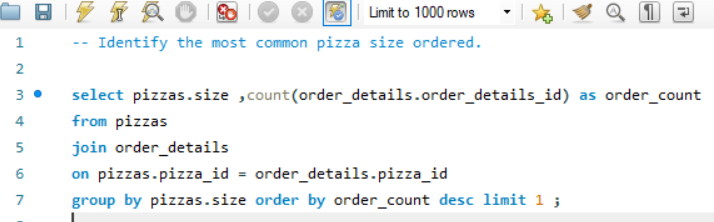 Limit to 1000 rows
1 -- Identify the most common pizza size ordered.
2
3 select pizzas.size ,count(order_details.order_details_id) as order_count
4 from pizzas
5 join order_details
6 on pizzas.pizza_id = order_details.pizza_id
7 group by pizzas.size order by order_count desc limit 1 ;